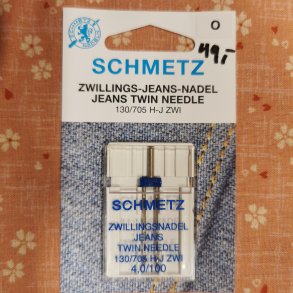 O
49,-
SCHMETZ
ZWILLINGS-JEANS-NADEL
JEANS TWIN NEEDLE
130/705 H-J ZWI
SCHMETZ
ZWILLINGSNADEL
JEANS
TWIN NEEDLE
130/705 H-J ZWI
4,0/100